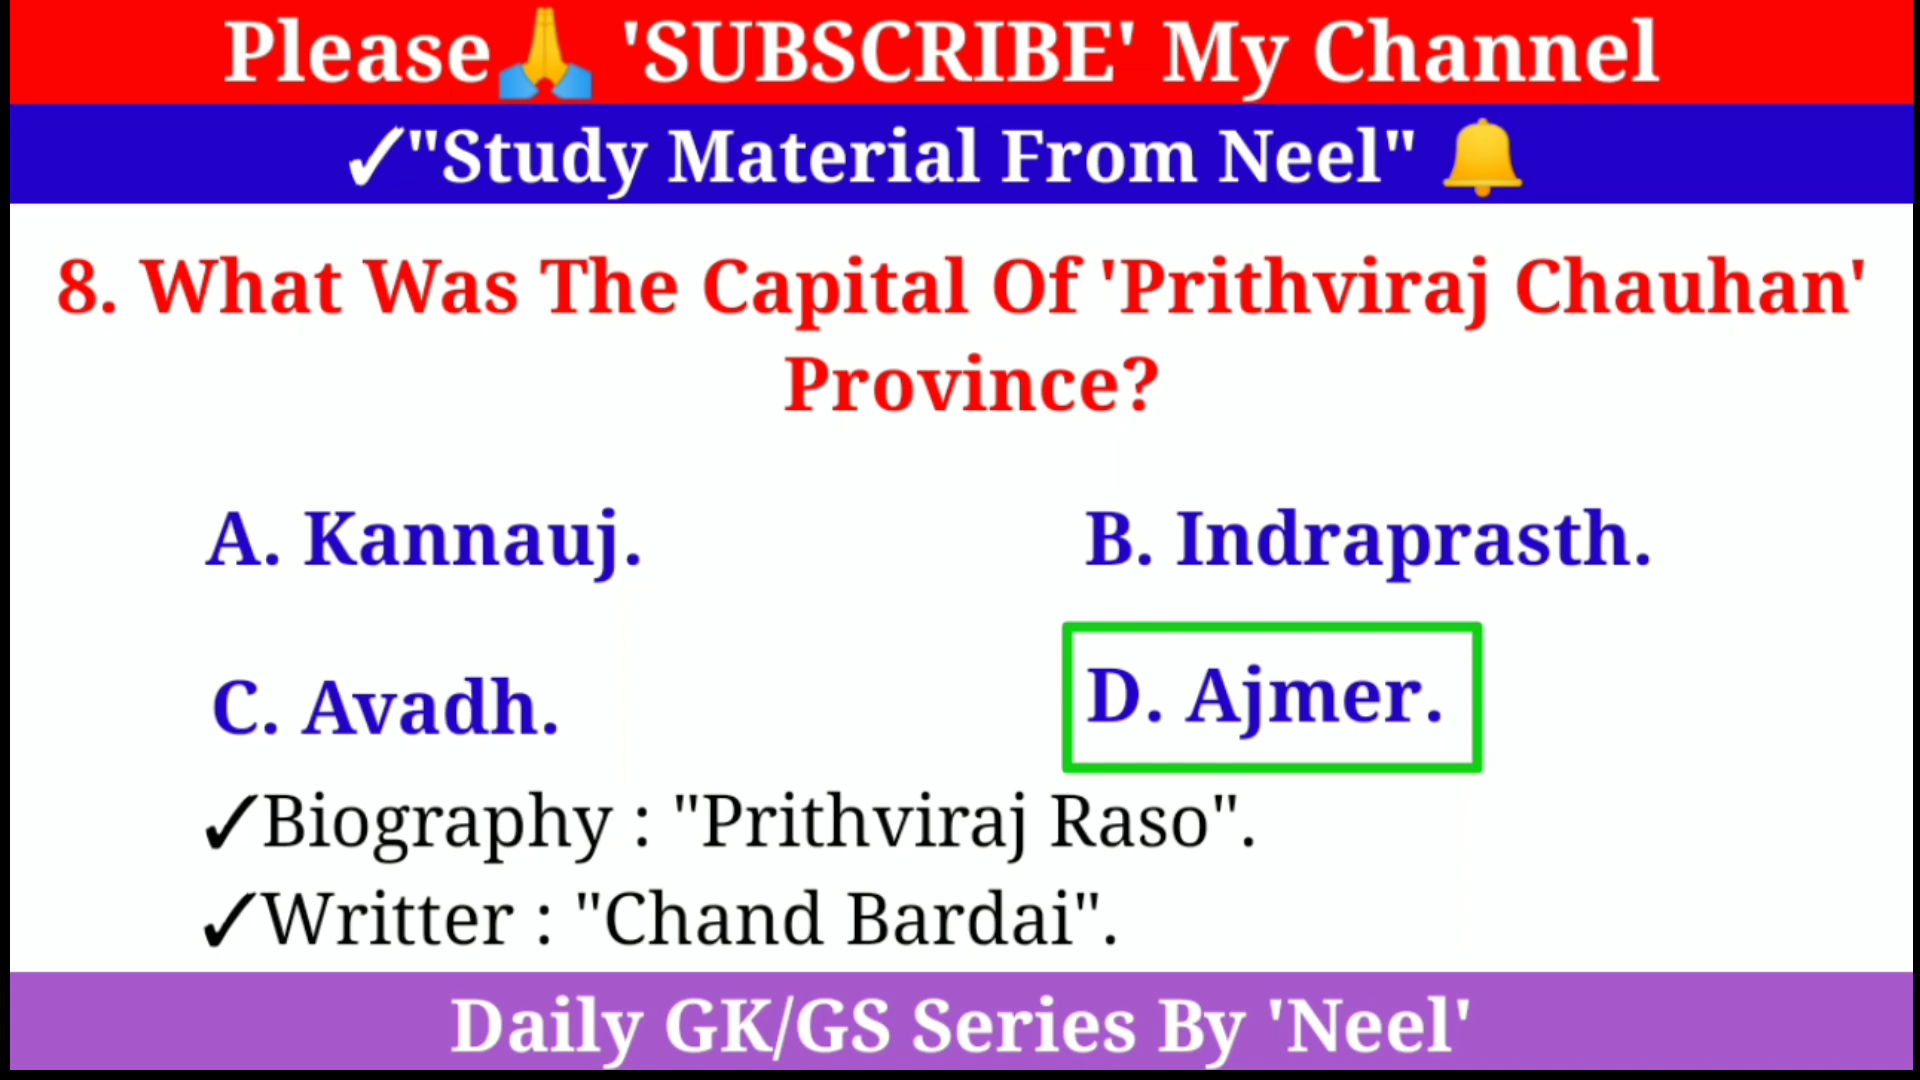 Please🙏 'SUBSCRIBE' My Channel
✓"Study Material From Neel" 🔔
8. What Was The Capital Of 'Prithviraj Chauhan'
Province?
A. Kannauj.
B. Indraprasth.
C. Avadh.
D. Ajmer.
✓Biography : "Prithviraj Raso".
✓Writter : "Chand Bardai".
Daily GK/GS Series By 'Neel'